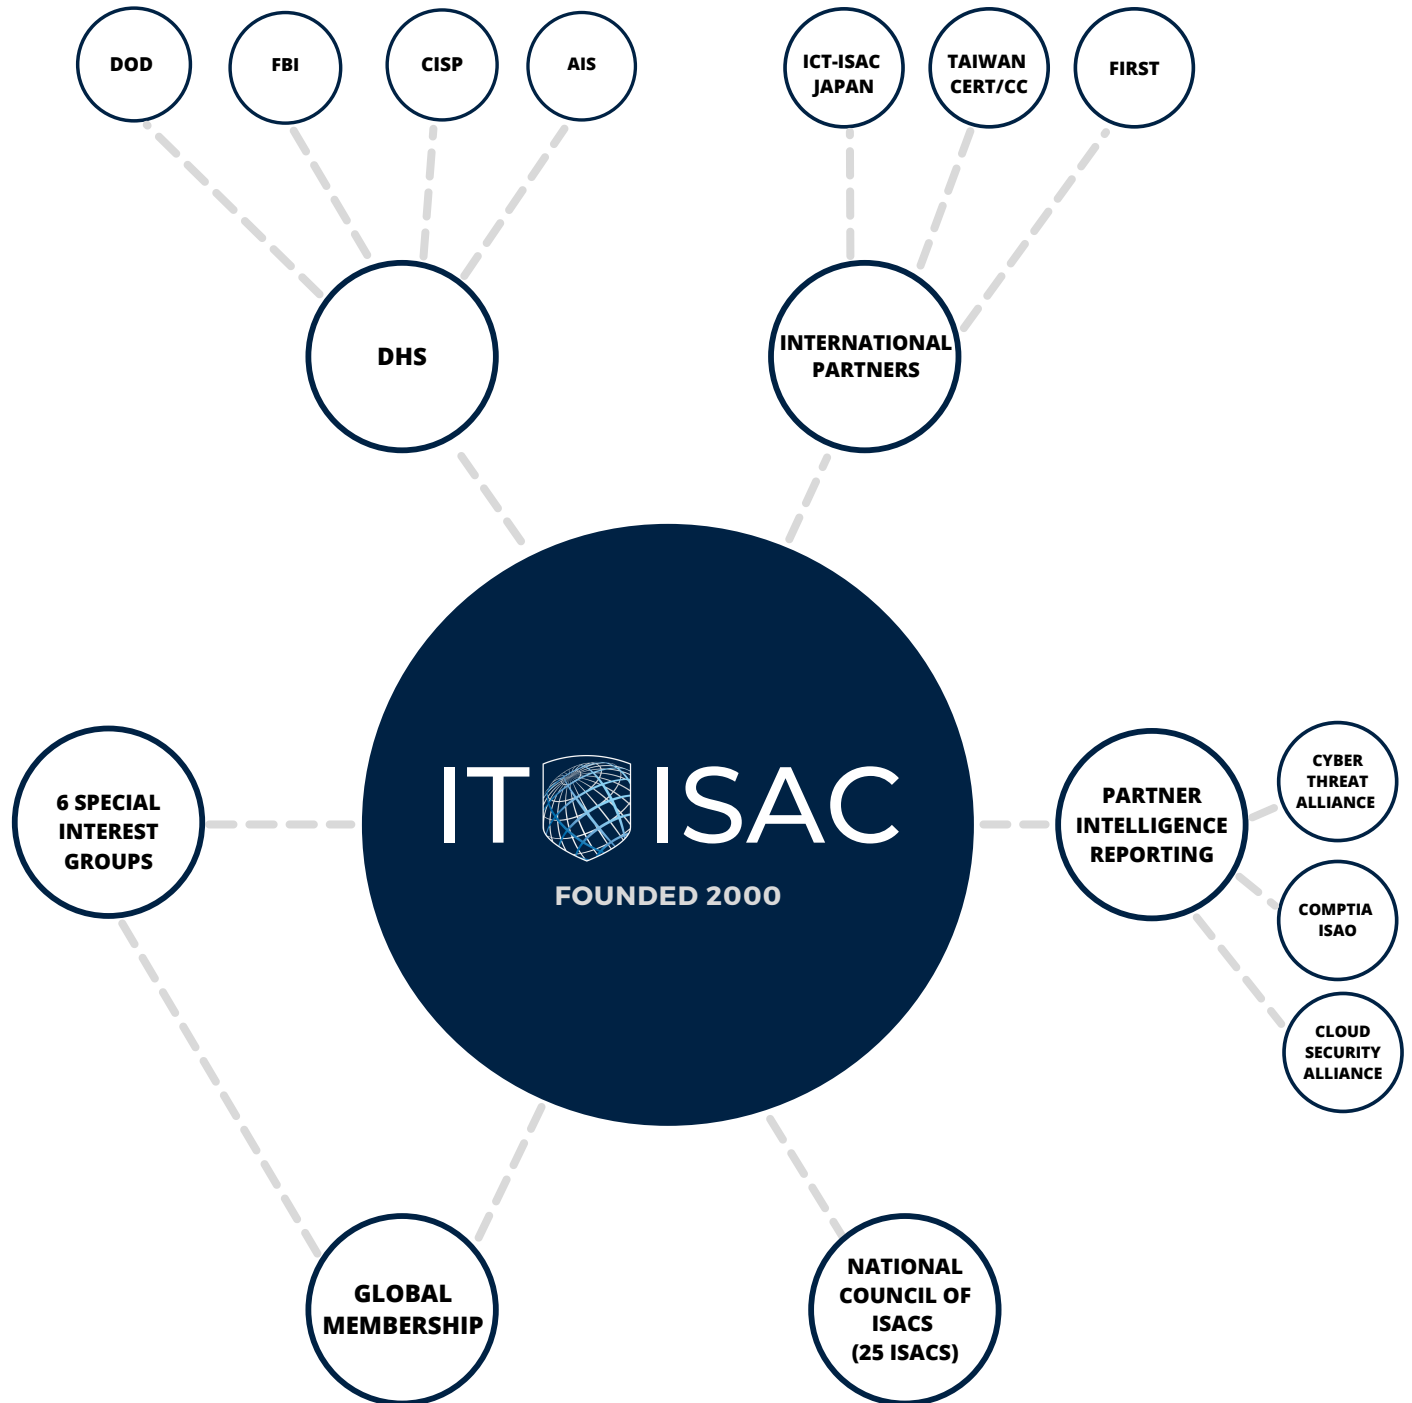 DOD
FBI
CISP
AIS
ICT-ISAC
JAPAN
TAIWAN
CERT/CC
FIRST
DHS
INTERNATIONAL
PARTNERS
6 SPECIAL
INTEREST
GROUPS
IT ISAC
FOUNDED 2000
PARTNER
INTELLIGENCE
REPORTING
CYBER
THREAT
ALLIANCE
COMPTIA
ISAO
CLOUD
SECURITY
ALLIANCE
GLOBAL
MEMBERSHIP
NATIONAL
COUNCIL OF
ISACS
(25 ISACS)